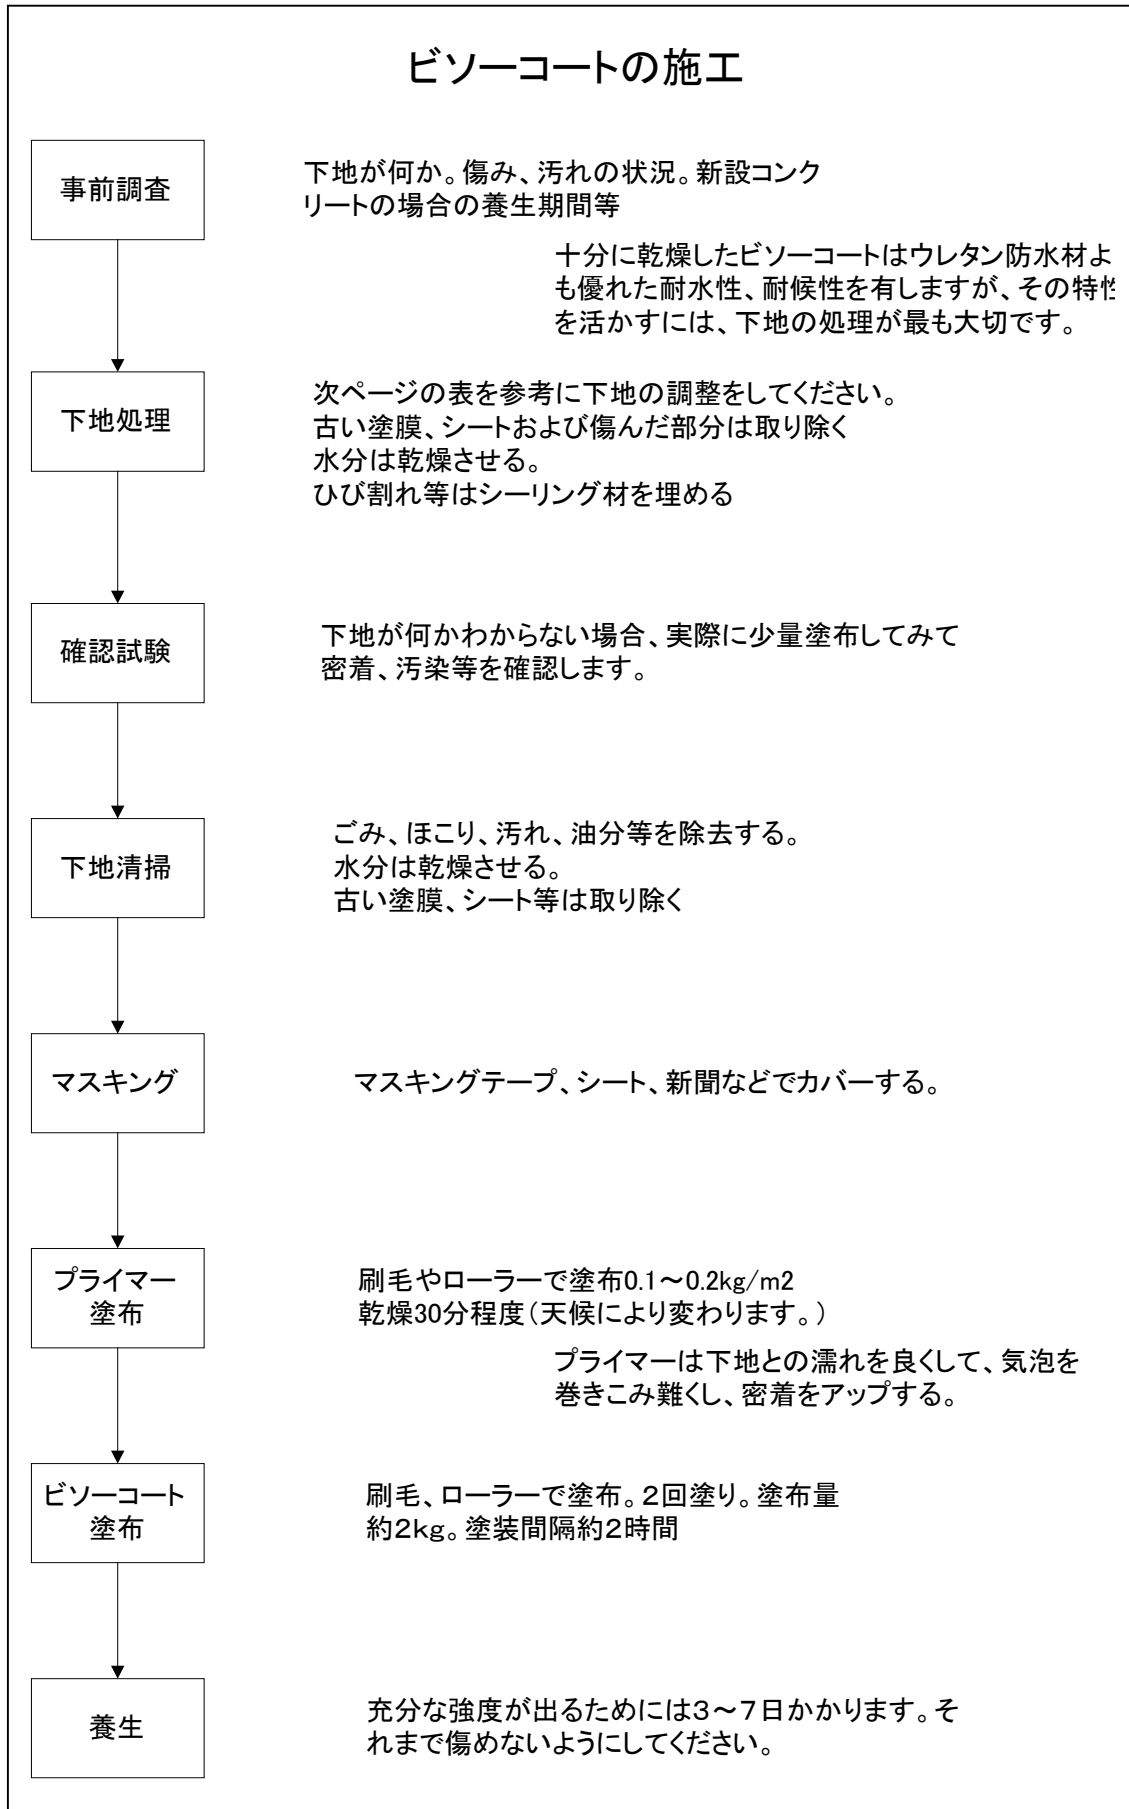 ビソーコートの施工
事前調査
下地が何か。傷み、汚れの状況。新設コンク
リートの場合の養生期間等
十分に乾燥したビソーコートはウレタン防水材よ
も優れた耐水性、耐候性を有しますが、その特性
を活かすには、下地の処理が最も大切です。
下地処理
次ページの表を参考に下地の調整をしてください。
古い塗膜、シートおよび傷んだ部分は取り除く
水分は乾燥させる。
ひび割れ等はシーリング材を埋める
確認試験
下地が何かわからない場合、実際に少量塗布してみて
密着、汚染等を確認します。
下地清掃
ごみ、ほこり、汚れ、油分等を除去する。
水分は乾燥させる。
古い塗膜、シート等は取り除く
マスキング
マスキングテープ、シート、新聞などでカバーする。
プライマー
塗布
刷毛やローラーで塗布0.1～0.2kg/m2
乾燥30分程度（天候により変わります。）
プライマーは下地との濡れを良くして、気泡を
巻きこみ難くし、密着をアップする。
ビソーコート
塗布
刷毛、ローラーで塗布。２回塗り。塗布量
約２kg。塗装間隔約２時間
養生
充分な強度が出るためには３～７日かかります。そ
れまで傷めないようにしてください。